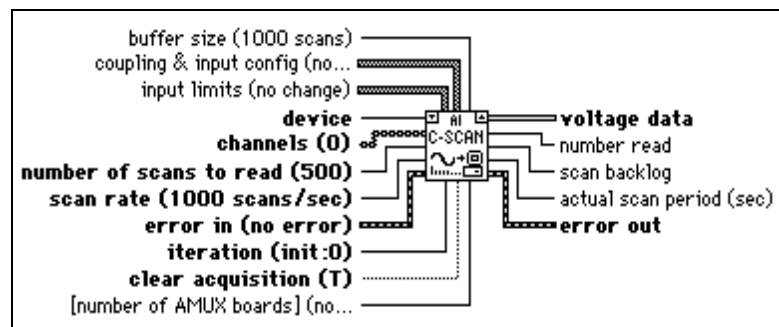 buffer size (1000 scans)
coupling & input config (no...
input limits (no change)
device
channels (0)
number of scans to read (500)
scan rate (1000 scans/sec)
error in (no error)
iteration (init:0)
clear acquisition (T)
[number of AMUX boards] (no...
AI
C-SCAN
voltage data
number read
scan backlog
actual scan period (sec)
error out